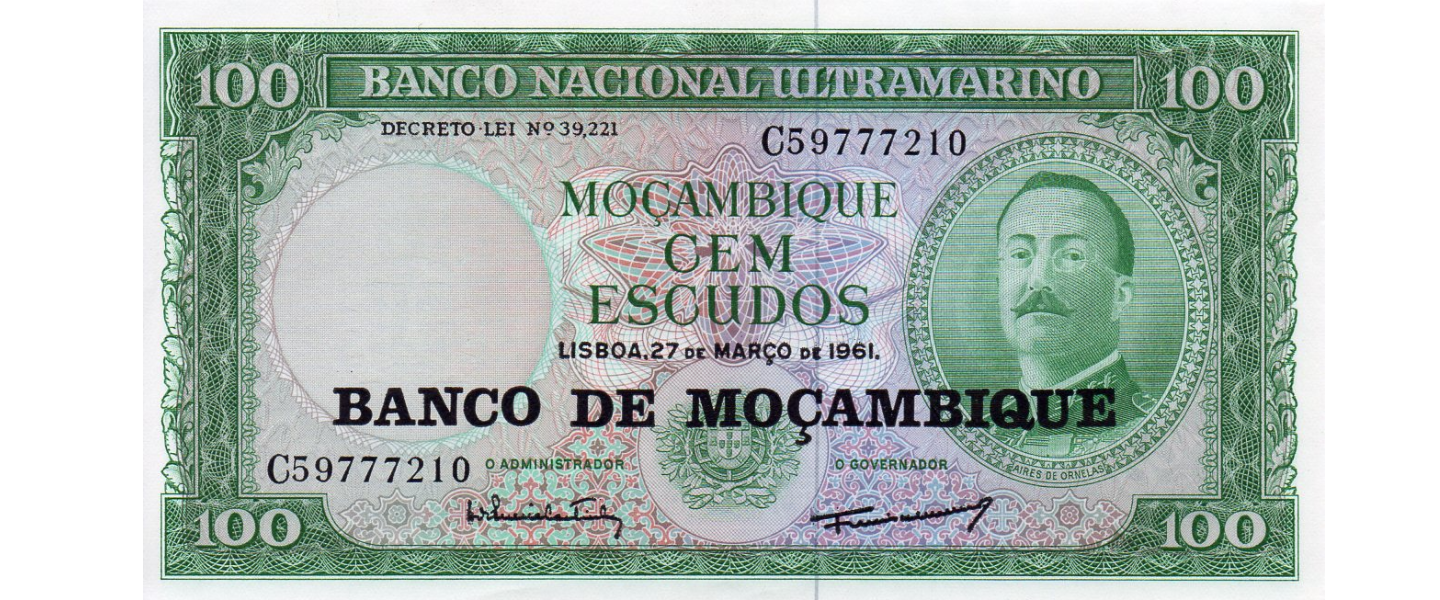 100 BANCO NACIONAL ULTRAMARINO 100
DECRETO-LEI Nº 39,221
C59777210
MOÇAMBIQUE
CEM
ESCUDOS
LISBOA, 27 DE MARÇO DE 1961.
BANCO DE MOÇAMBIQUE
C59777210
O ADMINISTRADOR
O GOVERNADOR
AIRES DE ORNELAS
100 100